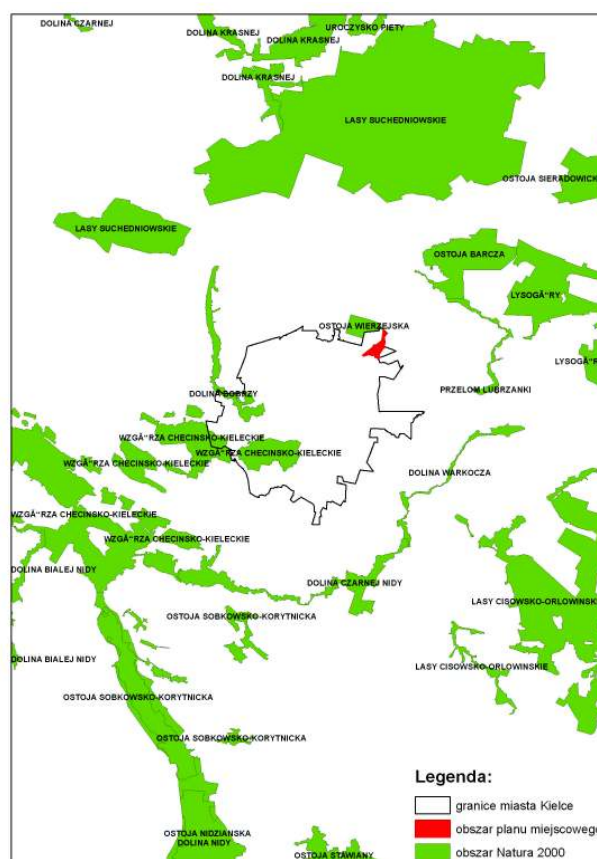 DOLINA CZARNEJ
DOLINA KRASNEJ
UROCZYSKO PIETY
DOLINA KRASNEJ
DOLINA KRASNEJ
LASY SUCHEDNIOWSKIE
OSTOJA SIERADOWICK
LASY SUCHEDNIOWSKIE
OSTOJA BARCZA
LYSOGÃ“RY
OSTOJA WIERZEJSKA
LYSOGÃ“R
DOLINA BOBRZY
PRZELOM LUBRZANKI
WZGÃ“RZA CHECINSKO-KIELECKIE
WZGÃ“RZA CHECINSKO-KIELECKIE
WZGÃ“RZA CHECINSKO-KIELECKIE
DOLINA WARKOCZA
WZGÃ“RZA CHECINSKO-KIELECKIE
WZGÃ“RZA CHECINSKO-KIELECKIE
DOLINA BIALEJ NIDY
DOLINA CZARNEJ NIDY
LASY CISOWSKO-ORLOWINSKIE
OSTOJA SOBKOWSKO-KORYTNICKA
DOLINA BIALEJ NIDY
LASY CISOWSKO-ORLOWINSKIE
OSTOJA SOBKOWSKO-KORYTNICKA
OSTOJA SOBKOWSKO-KORYTNICKA
Legenda:
granice miasta Kielce
obszar planu miejscowego
obszar Natura 2000
OSTOJA NIDZIANSKA
DOLINA NIDY
OSTOJA STAWIANY